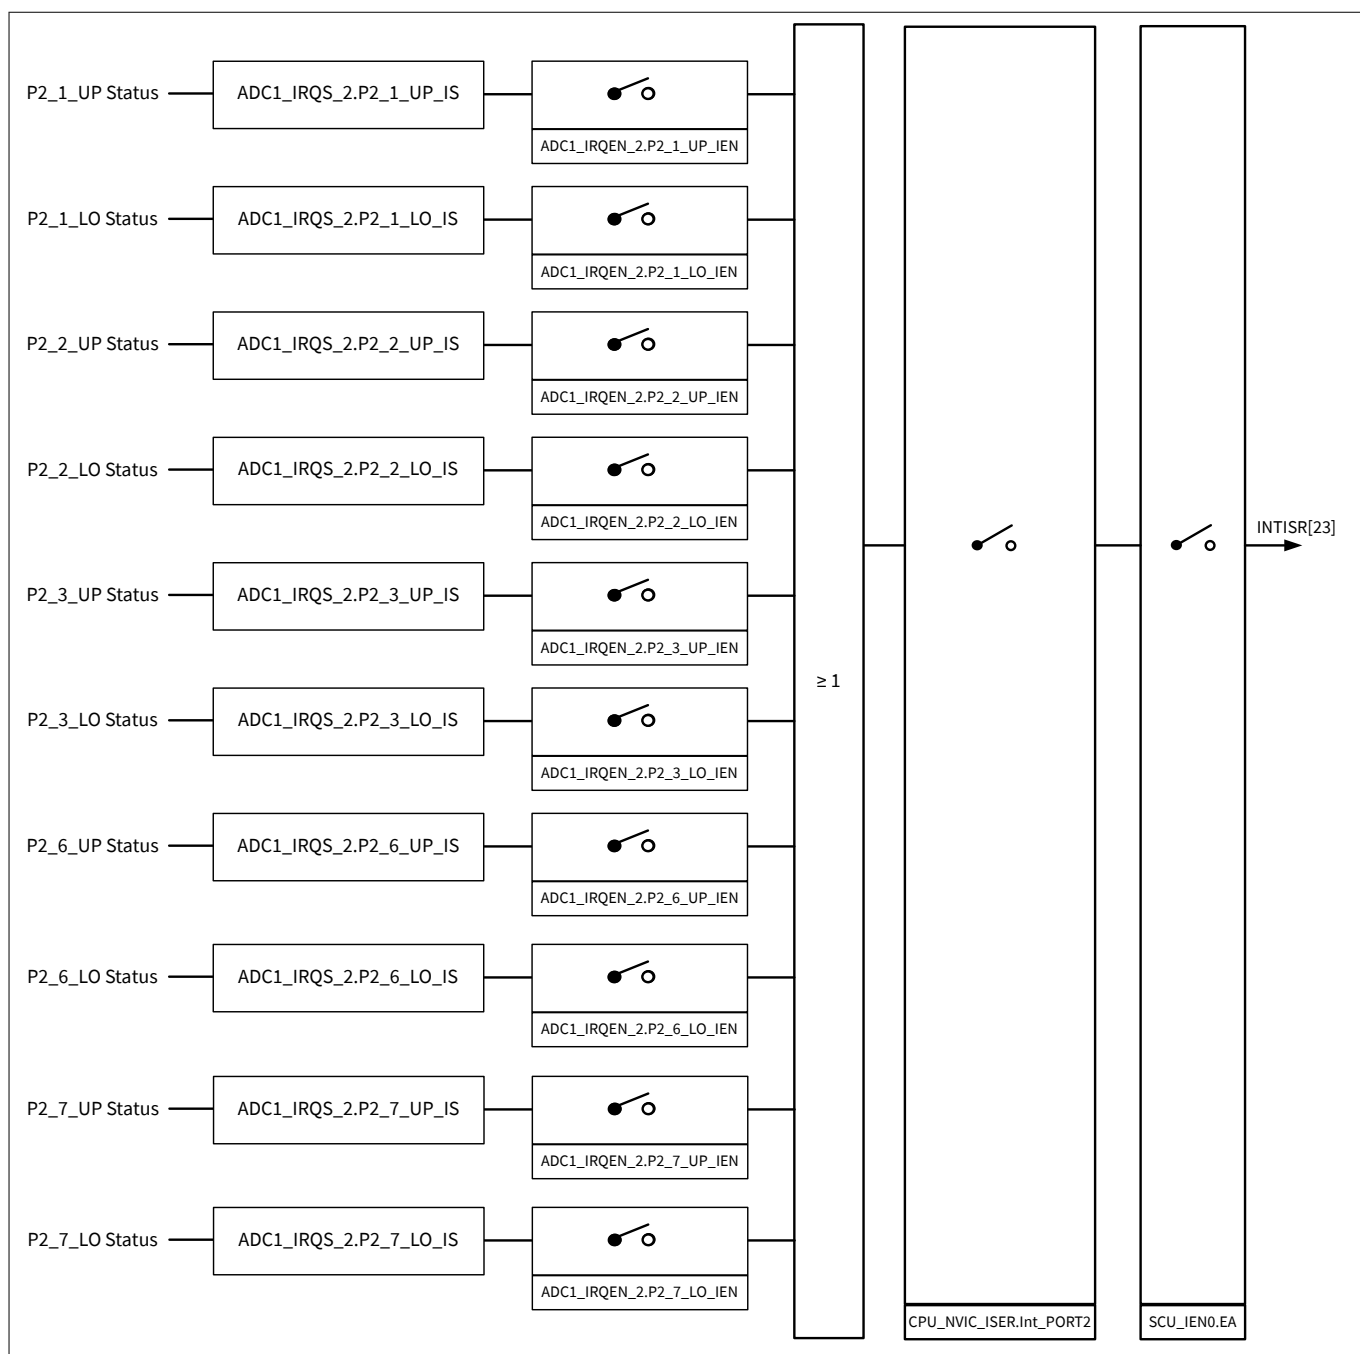 P2_1_UP Status ADC1_IRQS_2.P2_1_UP_IS
ADC1_IRQEN_2.P2_1_UP_IEN
P2_1_LO Status ADC1_IRQS_2.P2_1_LO_IS
ADC1_IRQEN_2.P2_1_LO_IEN
P2_2_UP Status ADC1_IRQS_2.P2_2_UP_IS
ADC1_IRQEN_2.P2_2_UP_IEN
P2_2_LO Status ADC1_IRQS_2.P2_2_LO_IS
ADC1_IRQEN_2.P2_2_LO_IEN
INTISR[23]
P2_3_UP Status ADC1_IRQS_2.P2_3_UP_IS
ADC1_IRQEN_2.P2_3_UP_IEN
≥ 1
P2_3_LO Status ADC1_IRQS_2.P2_3_LO_IS
ADC1_IRQEN_2.P2_3_LO_IEN
P2_6_UP Status ADC1_IRQS_2.P2_6_UP_IS
ADC1_IRQEN_2.P2_6_UP_IEN
P2_6_LO Status ADC1_IRQS_2.P2_6_LO_IS
ADC1_IRQEN_2.P2_6_LO_IEN
P2_7_UP Status ADC1_IRQS_2.P2_7_UP_IS
ADC1_IRQEN_2.P2_7_UP_IEN
P2_7_LO Status ADC1_IRQS_2.P2_7_LO_IS
ADC1_IRQEN_2.P2_7_LO_IEN
CPU_NVIC_ISER.Int_PORT2 SCU_IEN0.EA